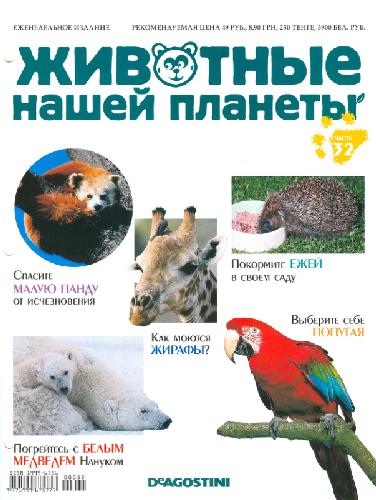 ЕЖЕНЕДЕЛЬНОЕ ИЗДАНИЕ РЕКОМЕНДУЕМАЯ ЦЕНА 49 РУБ., 8,90 ГРН, 250 ТЕНГЕ, 3900 БЕЛ. РУБ.
ЖИВОТНЫЕ
НАШЕЙ ПЛАНЕТЫ
ЧАСТЬ
32
Спасите
МАЛУЮ ПАНДУ
от исчезновения
Покормите ЕЖЕЙ
в своем саду
Как моются
ЖИРАФЫ?
Выберите себе
ПОПУГАЯ
Погрейтесь с БЕЛЫМ
МЕДВЕДЕМ Нануком
00032
DeAGOSTINI